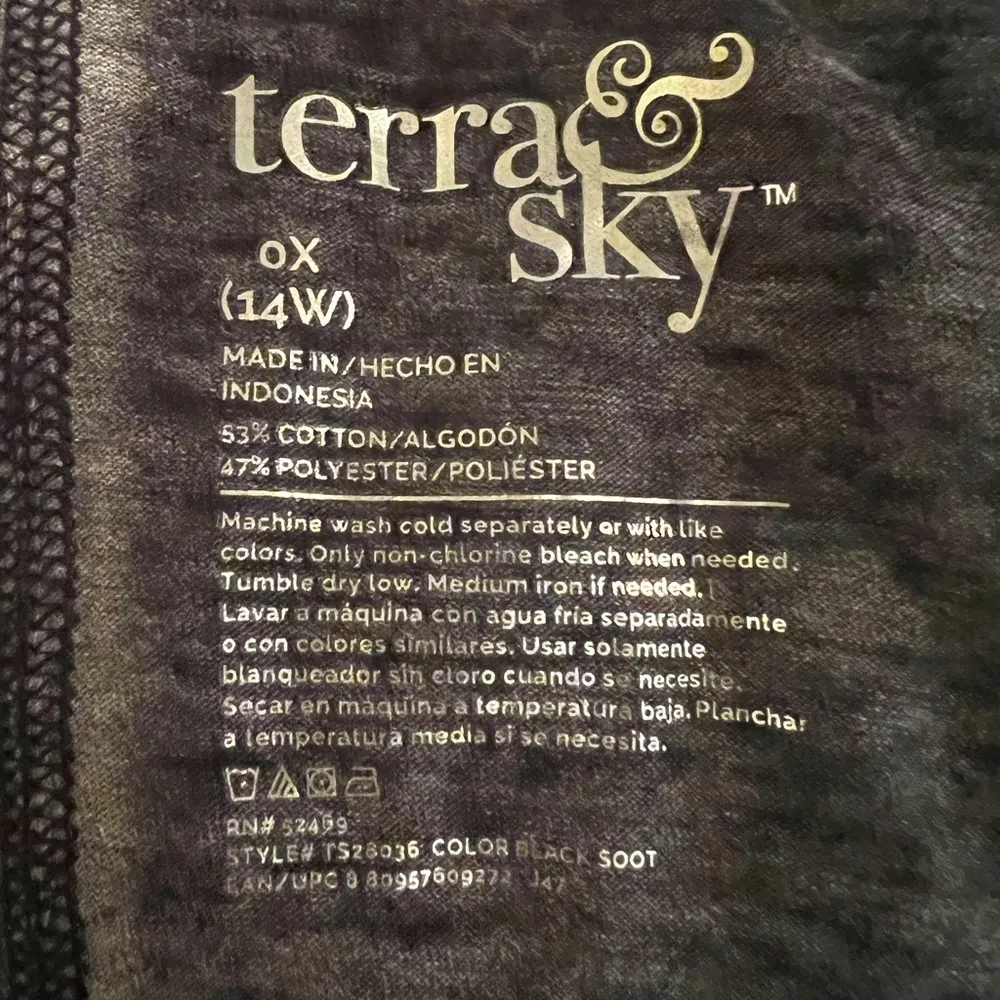 terra &
sky™
0X
(14W)
MADE IN/HECHO EN
INDONESIA
53% COTTON/ALGODÓN
47% POLYESTER/POLIÉSTER
Machine wash cold separately or with like
colors. Only non-chlorine bleach when needed.
Tumble dry low. Medium iron if needed.
Lavar a máquina con agua fría separadamente
o con colores similares. Usar solamente
blanqueador sin cloro cuando se necesite.
Secar en máquina a temperatura baja. Planchar
a temperatura media si se necesita.
RN#
STYLE# TS26036 COLOR BLACK SOOT
EAN/UPC